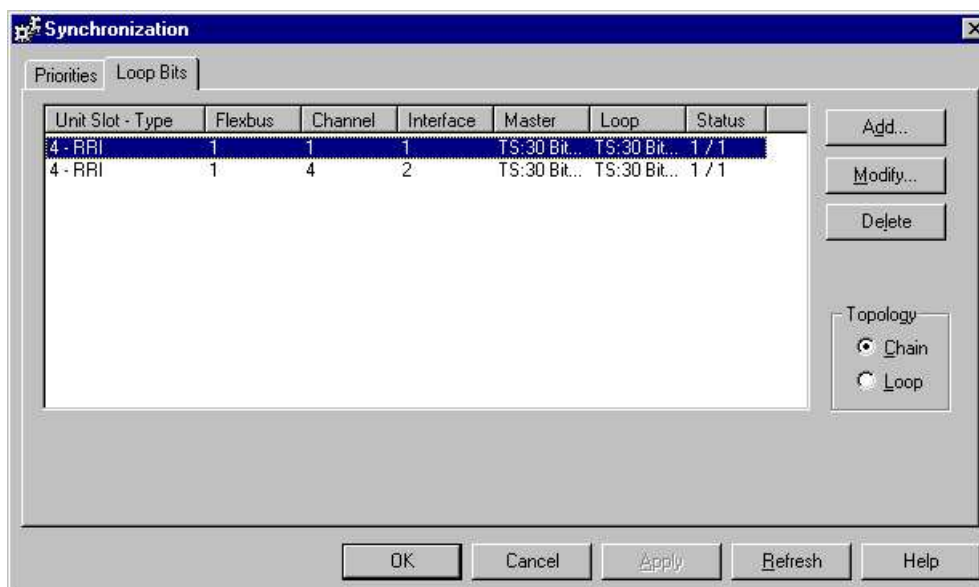 Synchronization
Priorities Loop Bits
Unit Slot - Type Flexbus Channel Interface Master Loop Status
4 - RRI 1 1 1 TS:30 Bit... TS:30 Bit... 1 / 1
4 - RRI 1 4 2 TS:30 Bit... TS:30 Bit... 1 / 1
Add...
Modify...
Delete
Topology
Chain
Loop
OK Cancel Apply Refresh Help